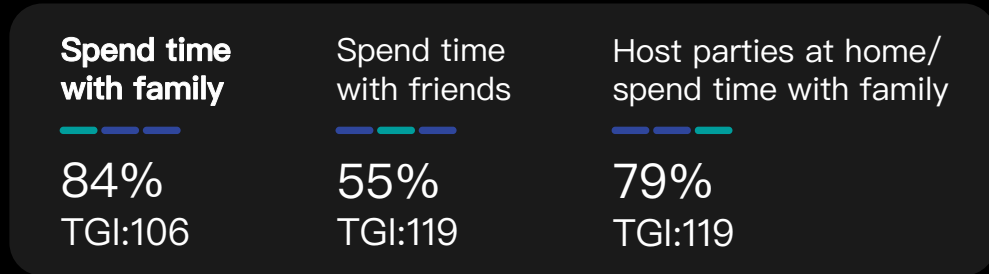 Spend time
with family
84%
TGI:106
Spend time
with friends
55%
TGI:119
Host parties at home/
spend time with family
79%
TGI:119